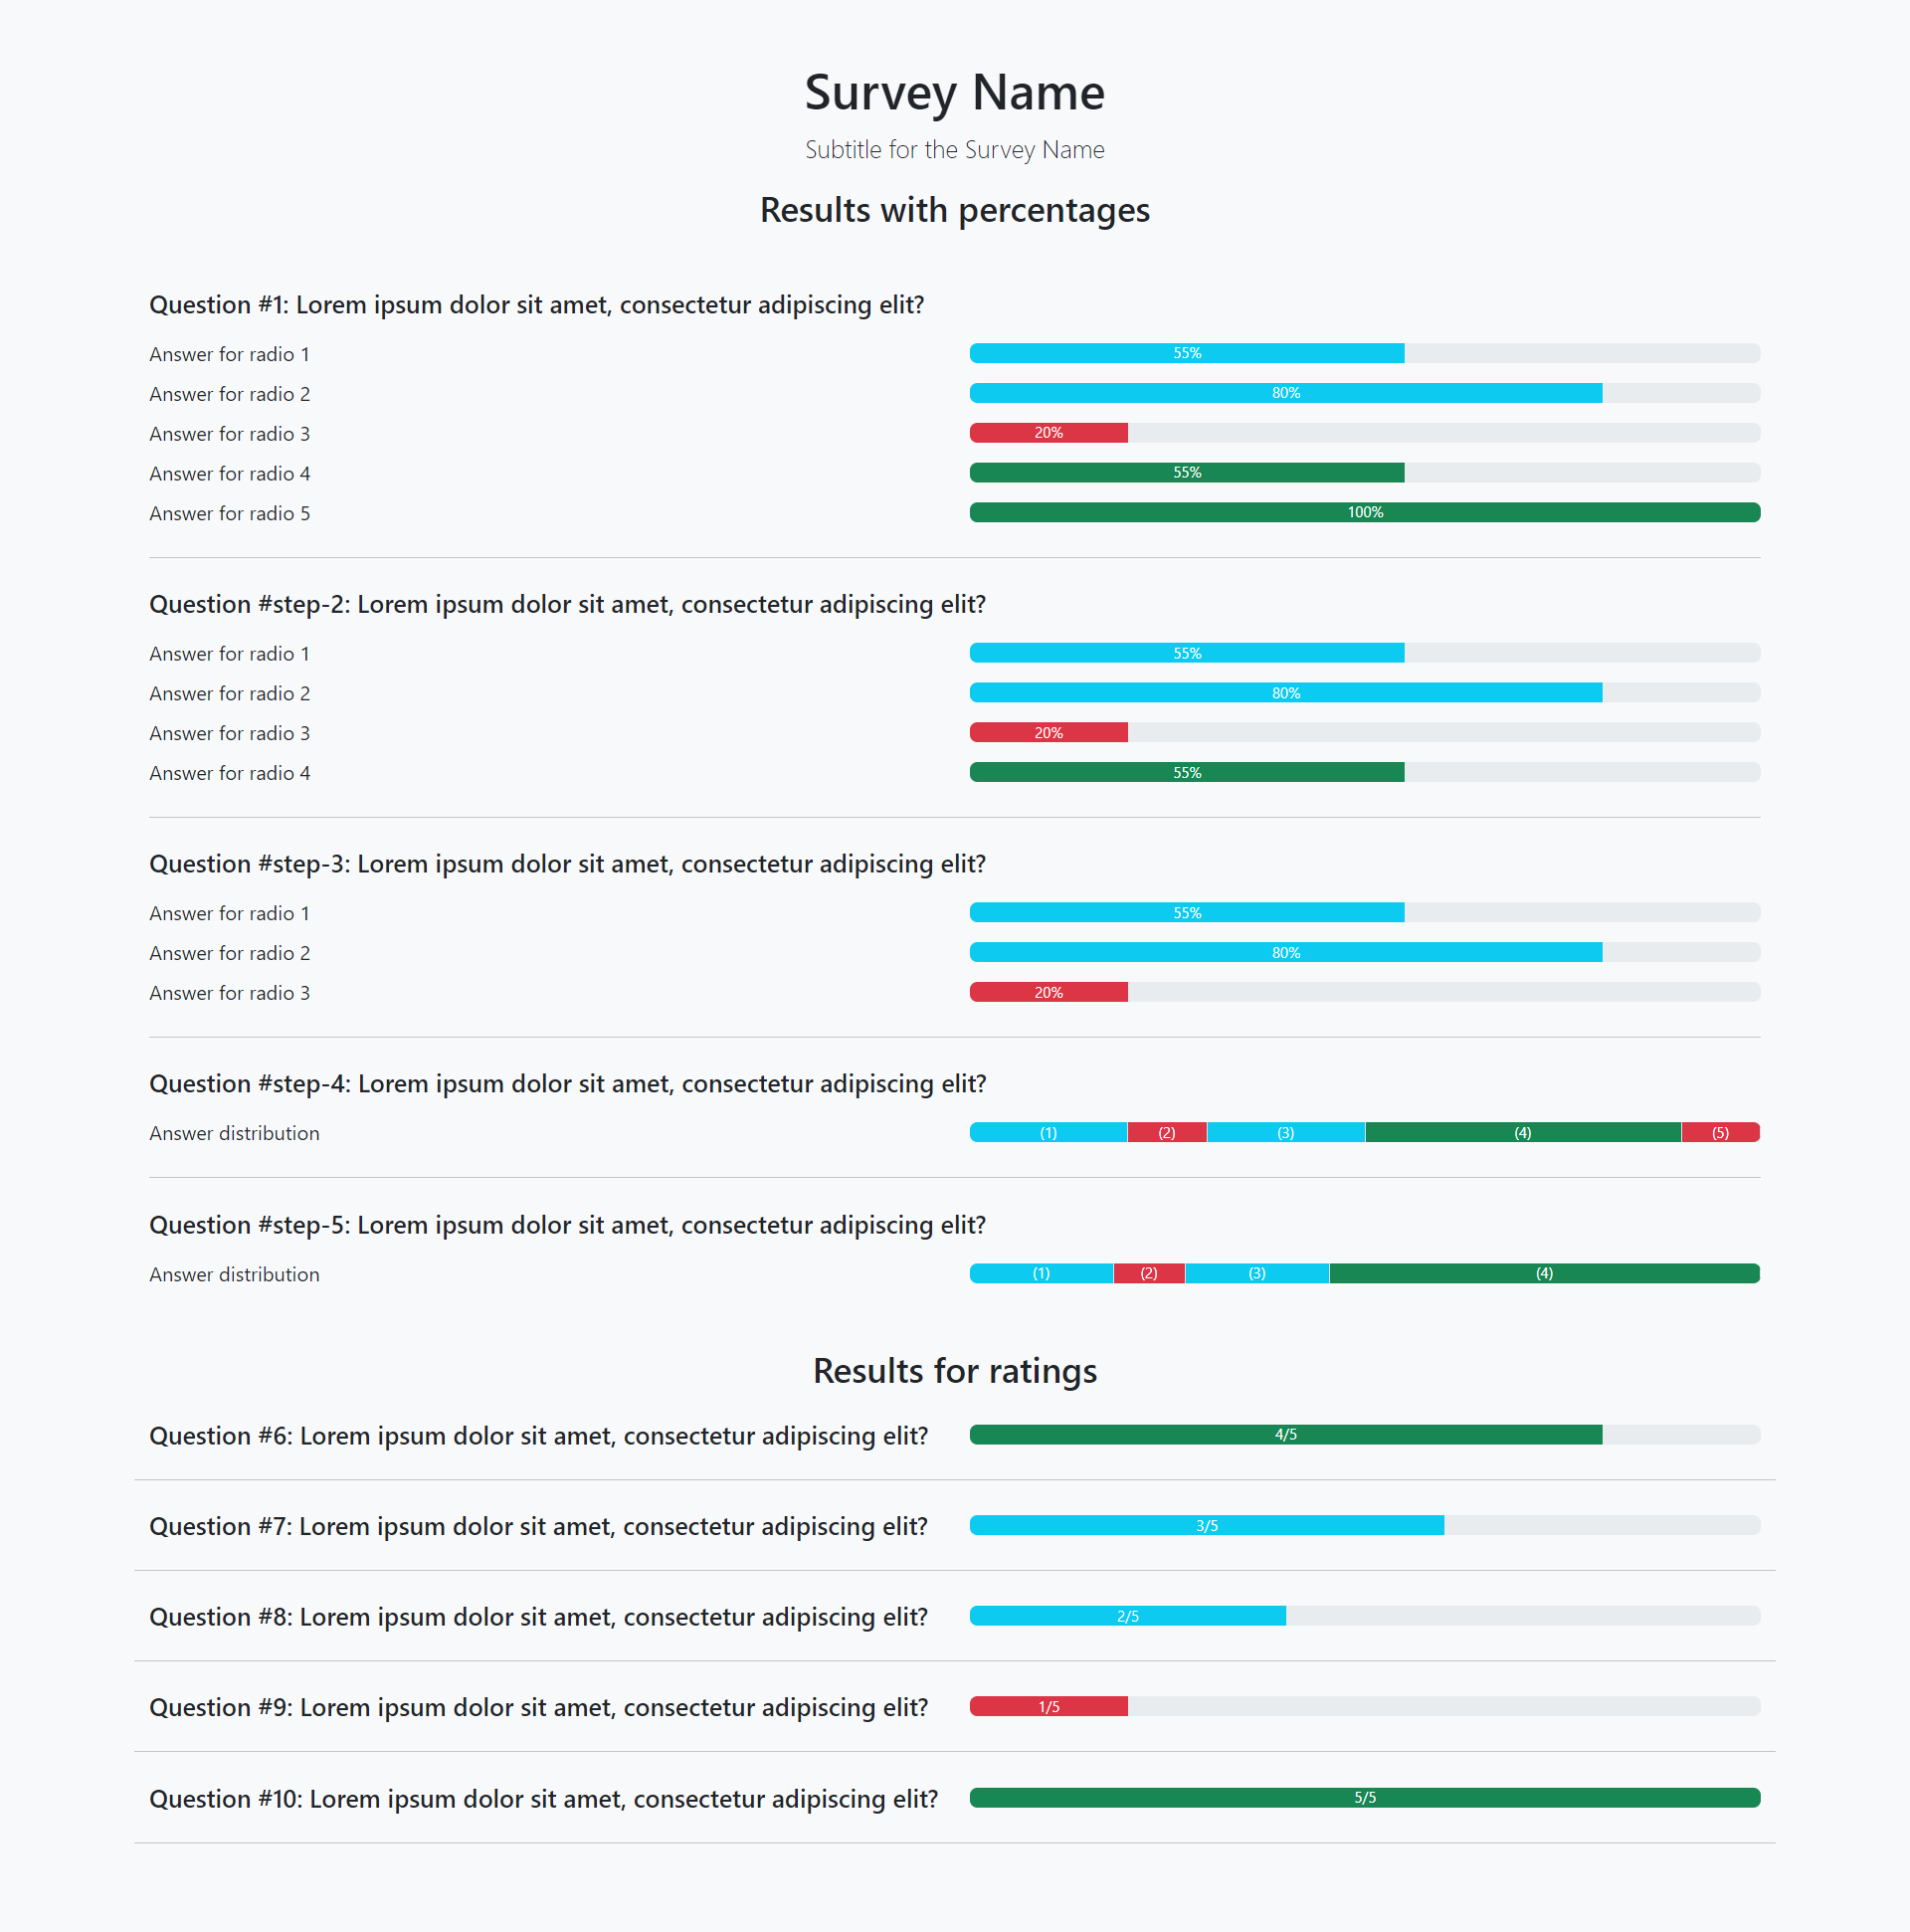 Survey Name
Subtitle for the Survey Name
Results with percentages
Question #1: Lorem ipsum dolor sit amet, consectetur adipiscing elit?
Answer for radio 1 55%
Answer for radio 2 80%
Answer for radio 3 20%
Answer for radio 4 55%
Answer for radio 5 100%
Question #step-2: Lorem ipsum dolor sit amet, consectetur adipiscing elit?
Answer for radio 1 55%
Answer for radio 2 80%
Answer for radio 3 20%
Answer for radio 4 55%
Question #step-3: Lorem ipsum dolor sit amet, consectetur adipiscing elit?
Answer for radio 1 55%
Answer for radio 2 80%
Answer for radio 3 20%
Question #step-4: Lorem ipsum dolor sit amet, consectetur adipiscing elit?
Answer distribution (1) (2) (3) (4) (5)
Question #step-5: Lorem ipsum dolor sit amet, consectetur adipiscing elit?
Answer distribution (1) (2) (3) (4)
Results for ratings
Question #6: Lorem ipsum dolor sit amet, consectetur adipiscing elit? 4/5
Question #7: Lorem ipsum dolor sit amet, consectetur adipiscing elit? 3/5
Question #8: Lorem ipsum dolor sit amet, consectetur adipiscing elit? 2/5
Question #9: Lorem ipsum dolor sit amet, consectetur adipiscing elit? 1/5
Question #10: Lorem ipsum dolor sit amet, consectetur adipiscing elit? 5/5